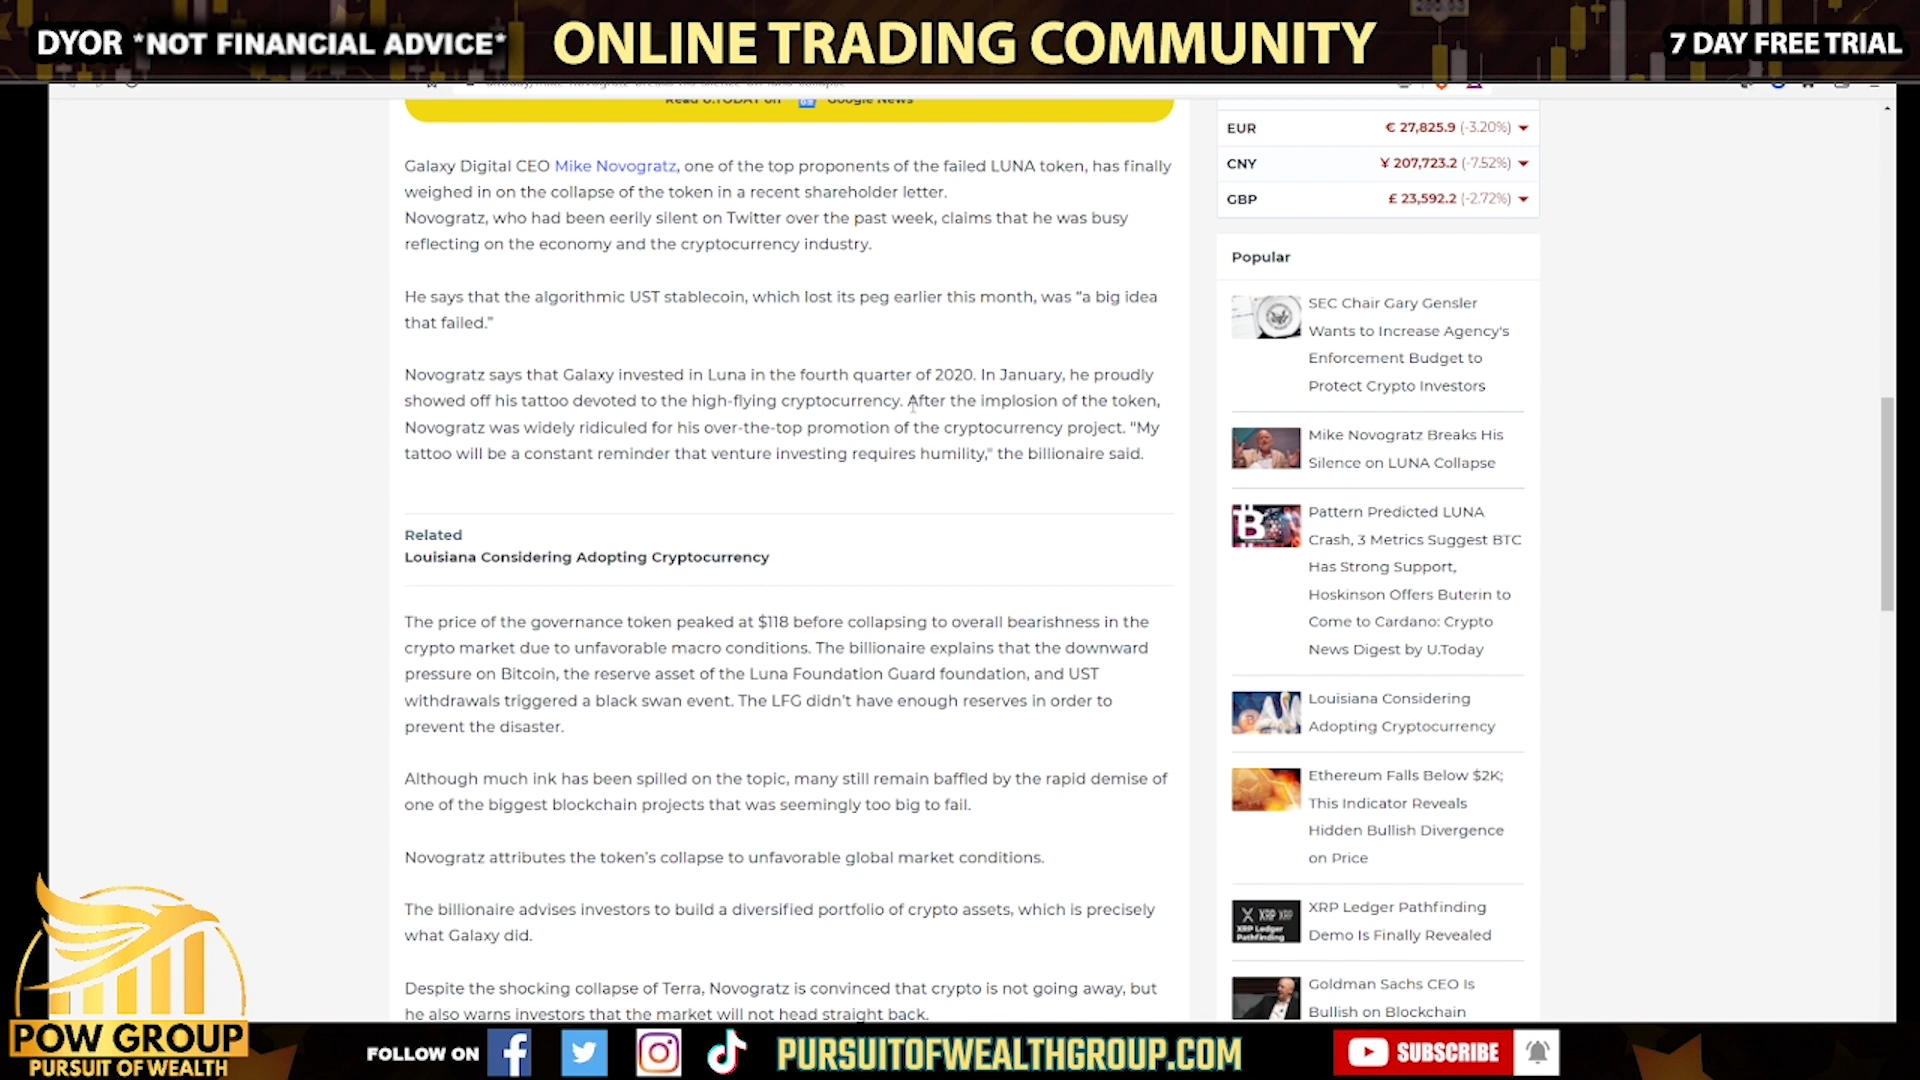 DYOR *NOT FINANCIAL ADVICE*
ONLINE TRADING COMMUNITY
7 DAY FREE TRIAL
Read U.TODAY on Google News
Galaxy Digital CEO Mike Novogratz, one of the top proponents of the failed LUNA token, has finally
weighed in on the collapse of the token in a recent shareholder letter.
Novogratz, who had been eerily silent on Twitter over the past week, claims that he was busy
reflecting on the economy and the cryptocurrency industry.
He says that the algorithmic UST stablecoin, which lost its peg earlier this month, was “a big idea
that failed.”
Novogratz says that Galaxy invested in Luna in the fourth quarter of 2020. In January, he proudly
showed off his tattoo devoted to the high-flying cryptocurrency. After the implosion of the token,
Novogratz was widely ridiculed for his over-the-top promotion of the cryptocurrency project. "My
tattoo will be a constant reminder that venture investing requires humility," the billionaire said.
Related
Louisiana Considering Adopting Cryptocurrency
The price of the governance token peaked at $118 before collapsing to overall bearishness in the
crypto market due to unfavorable macro conditions. The billionaire explains that the downward
pressure on Bitcoin, the reserve asset of the Luna Foundation Guard foundation, and UST
withdrawals triggered a black swan event. The LFG didn’t have enough reserves in order to
prevent the disaster.
Although much ink has been spilled on the topic, many still remain baffled by the rapid demise of
one of the biggest blockchain projects that was seemingly too big to fail.
Novogratz attributes the token’s collapse to unfavorable global market conditions.
The billionaire advises investors to build a diversified portfolio of crypto assets, which is precisely
what Galaxy did.
Despite the shocking collapse of Terra, Novogratz is convinced that crypto is not going away, but
he also warns investors that the market will not head straight back.
EUR € 27,825.9 (-3.20%)
CNY ¥ 207,723.2 (-7.52%)
GBP £ 23,592.2 (-2.72%)
Popular
SEC Chair Gary Gensler
Wants to Increase Agency's
Enforcement Budget to
Protect Crypto Investors
Mike Novogratz Breaks His
Silence on LUNA Collapse
Pattern Predicted LUNA
Crash, 3 Metrics Suggest BTC
Has Strong Support,
Hoskinson Offers Buterin to
Come to Cardano: Crypto
News Digest by U.Today
Louisiana Considering
Adopting Cryptocurrency
Ethereum Falls Below $2K;
This Indicator Reveals
Hidden Bullish Divergence
on Price
XRP XRP
XRP Ledger
Pathfinding
XRP Ledger Pathfinding
Demo Is Finally Revealed
Goldman Sachs CEO Is
Bullish on Blockchain
POW GROUP
PURSUIT OF WEALTH
FOLLOW ON
PURSUITOFWEALTHGROUP.COM
SUBSCRIBE